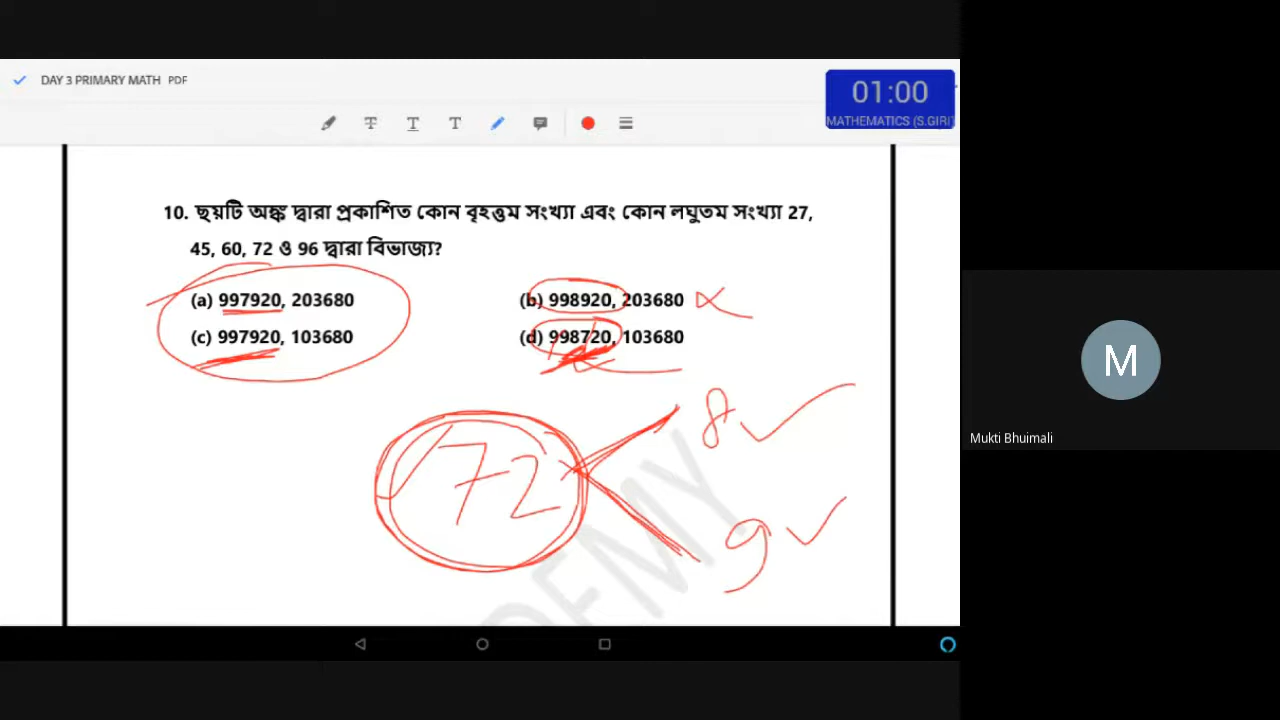 DAY 3 PRIMARY MATH PDF
01:00
MATHEMATICS (S.GIRI
10. ছয়টি অঙ্ক দ্বারা প্রকাশিত কোন বৃহত্তম সংখ্যা এবং কোন লঘুতম সংখ্যা 27,
45, 60, 72 ও 96 দ্বারা বিভাজ্য?
(a) 997920, 203680 (b) 998920, 203680
(c) 997920, 103680 (d) 998720, 103680
8
72
9
M
Mukti Bhuimali